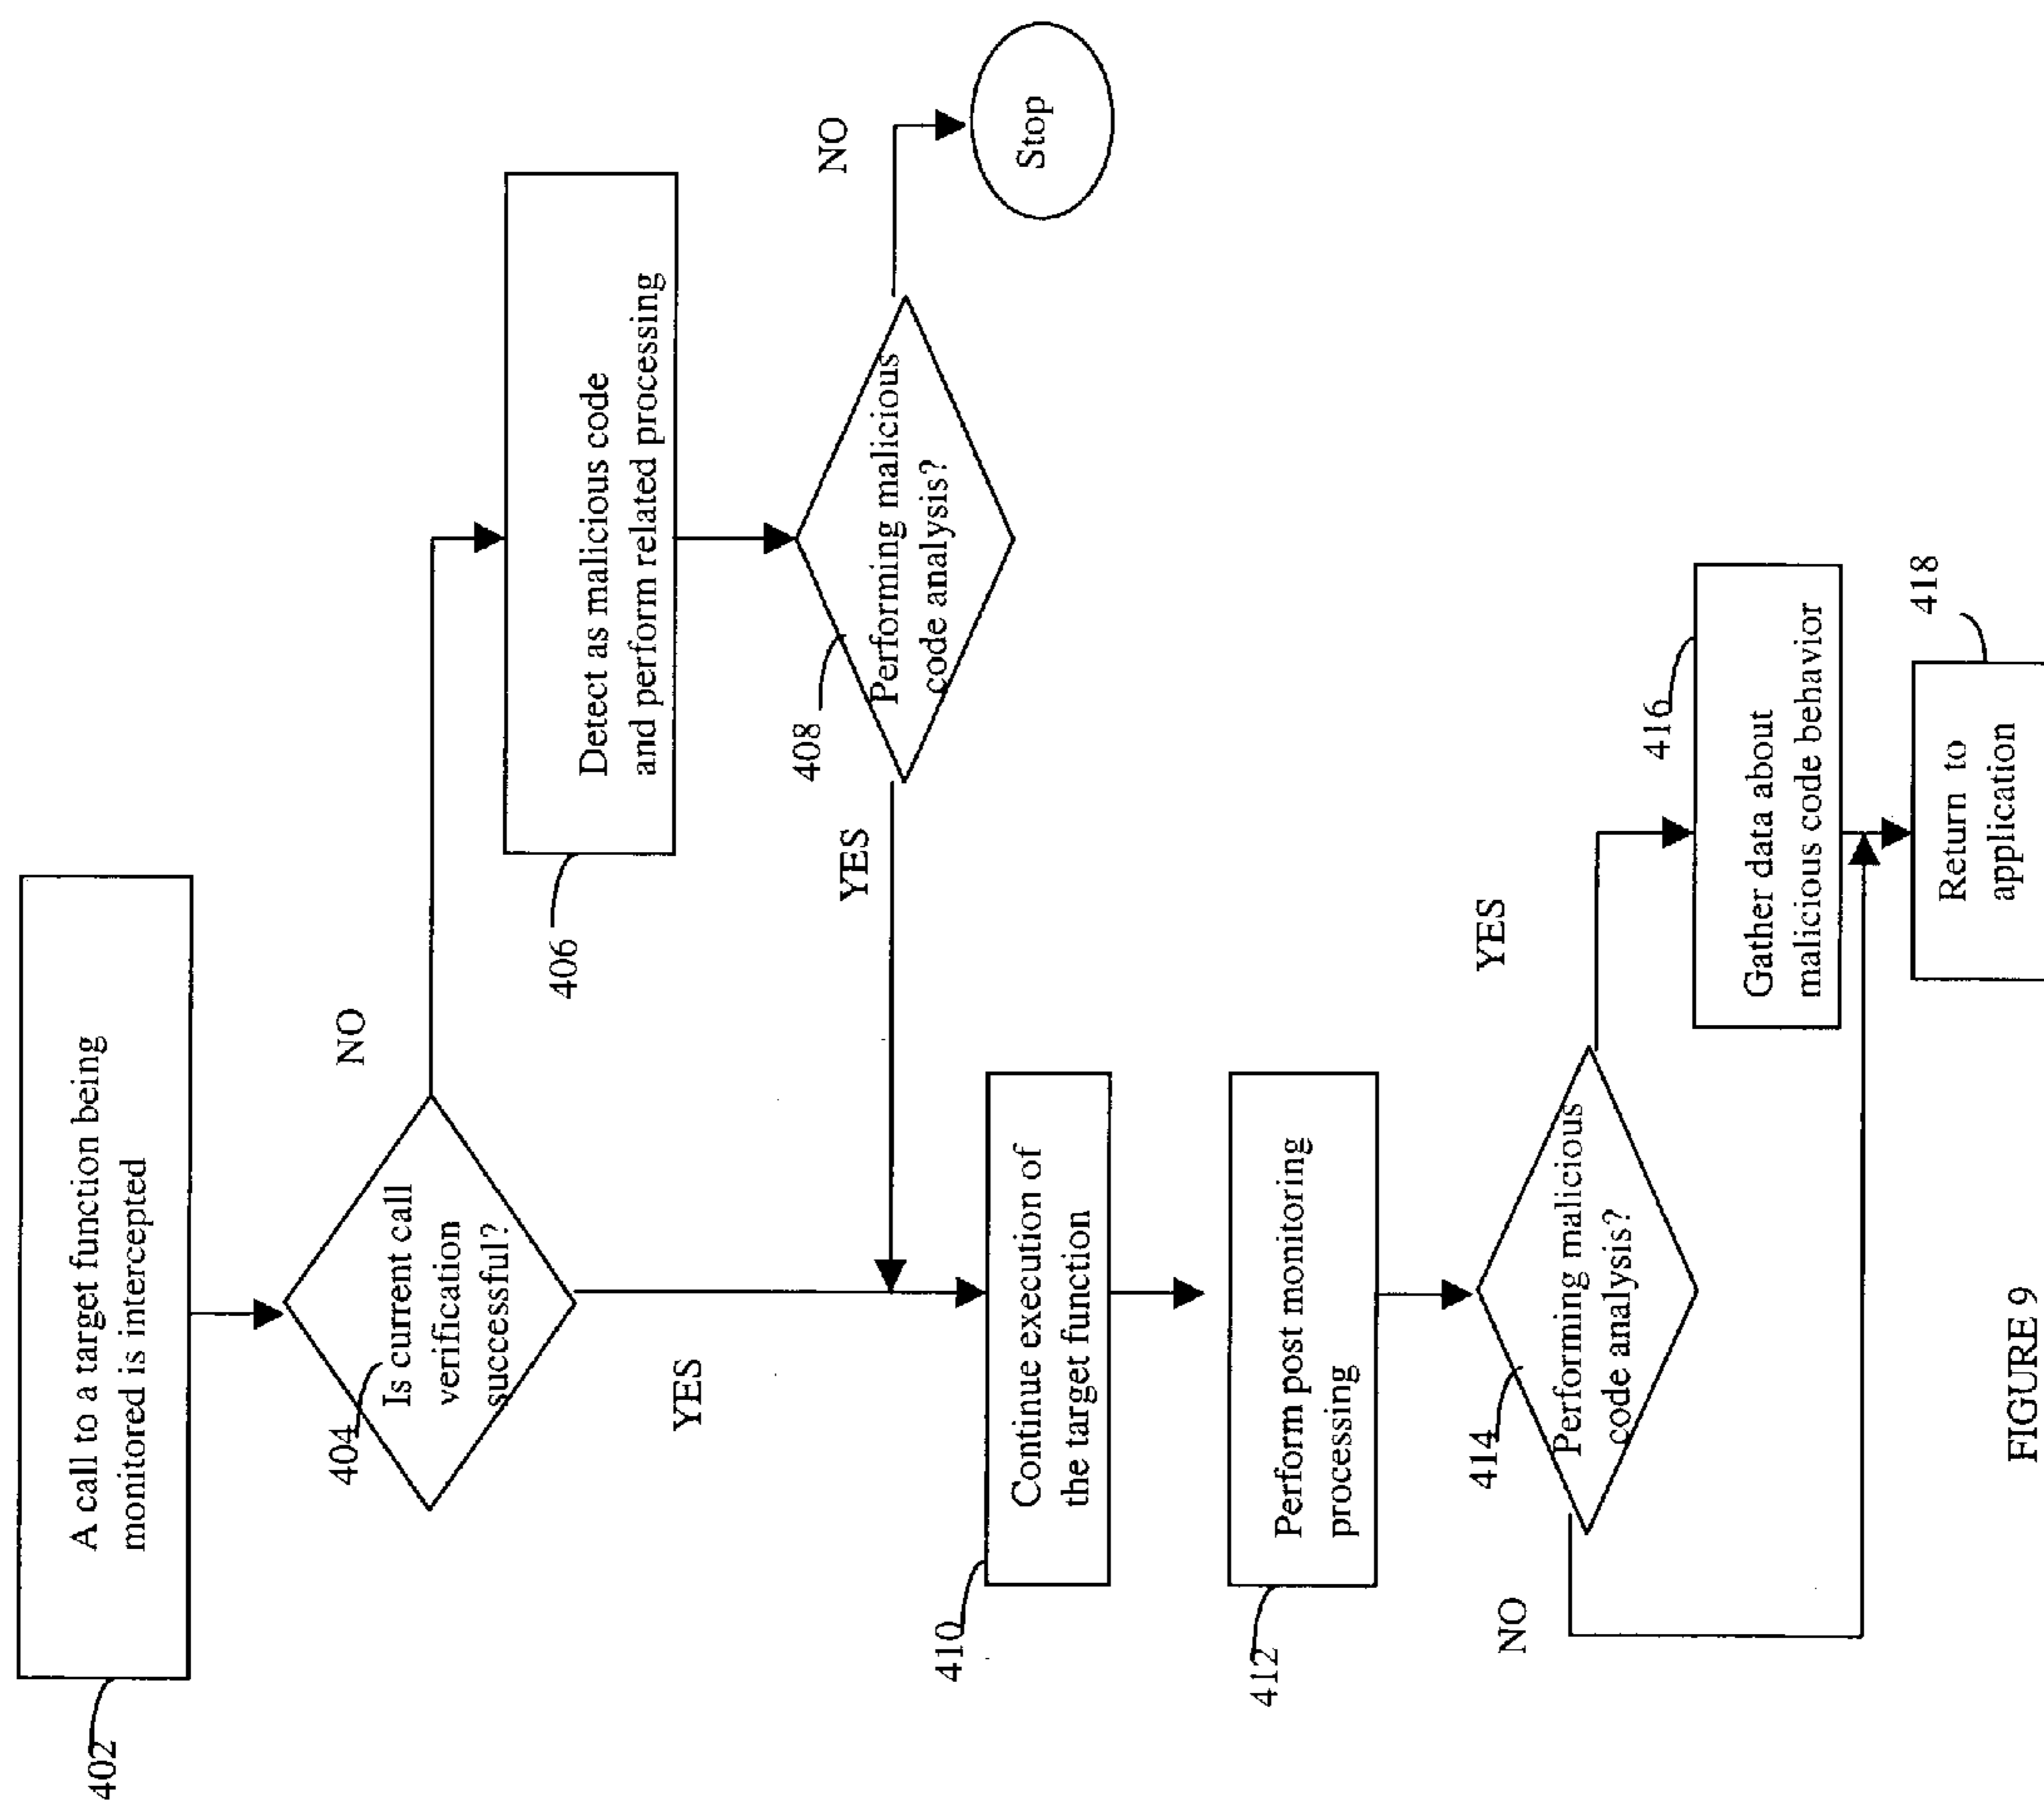 402
A call to a target function being
monitored is intercepted
404
Is current call
verification
successful?
NO
YES
406
Detect as malicious code
and perform related processing
408
Performing malicious
code analysis?
NO
Stop
YES
410
Continue execution of
the target function
412
Perform post monitoring
processing
414
Performing malicious
code analysis?
NO
YES
416
Gather data about
malicious code behavior
418
Return to
application
FIGURE 9